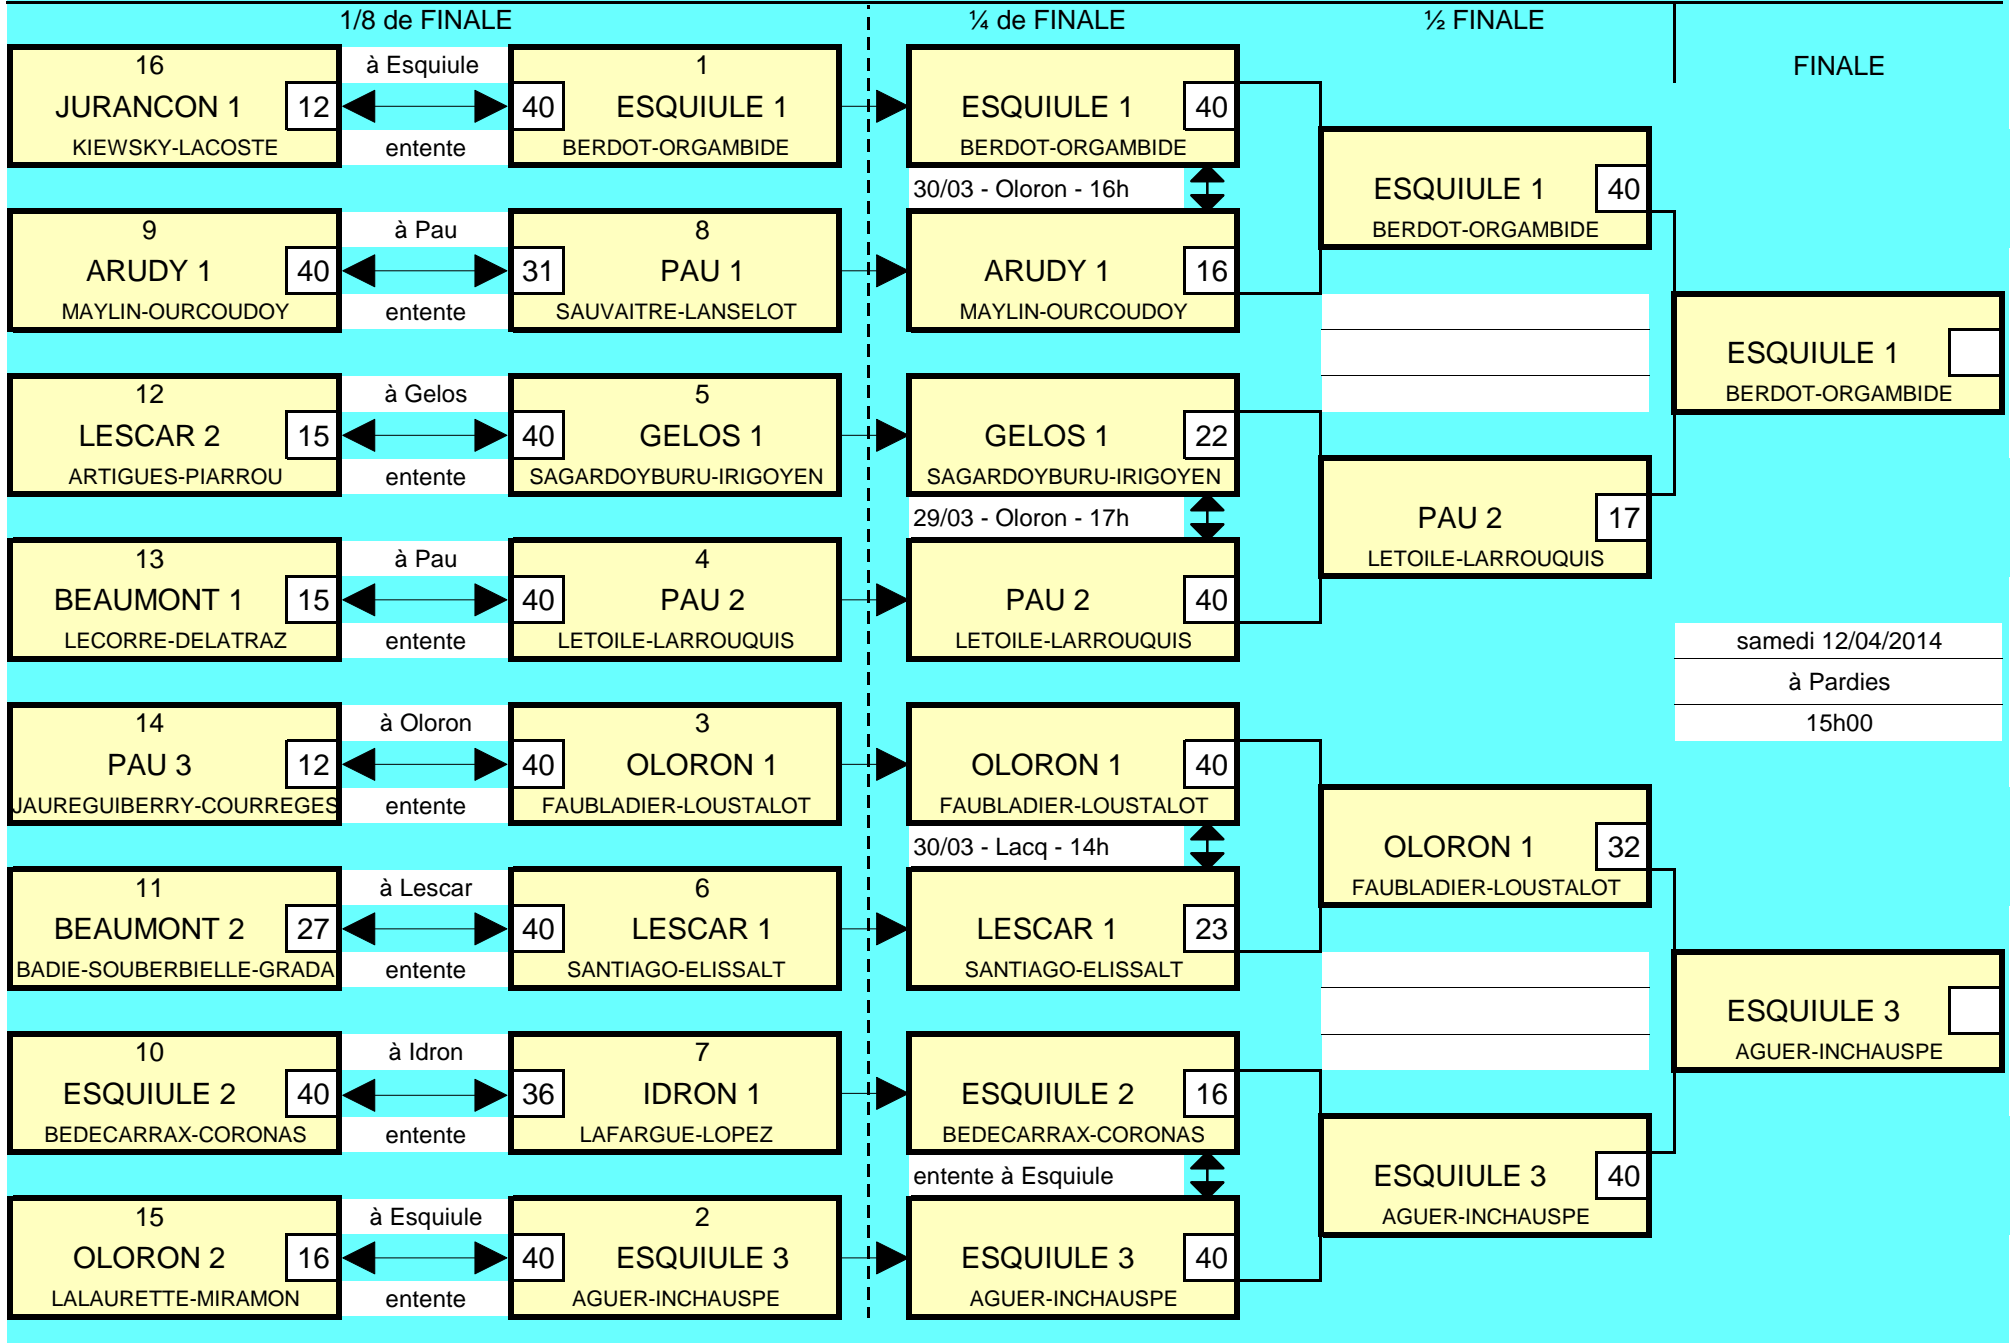 1/8 de FINALE
¼ de FINALE
½ FINALE
FINALE
16
JURANCON 1
12
KIEWSKY-LACOSTE
à Esquiule
entente
1
40
ESQUIULE 1
BERDOT-ORGAMBIDE
9
ARUDY 1
40
MAYLIN-OURCOUDOY
à Pau
entente
8
31
PAU 1
SAUVAITRE-LANSELOT
12
LESCAR 2
15
ARTIGUES-PIARROU
à Gelos
entente
5
40
GELOS 1
SAGARDOYBURU-IRIGOYEN
13
BEAUMONT 1
15
LECORRE-DELATRAZ
à Pau
entente
4
40
PAU 2
LETOILE-LARROUQUIS
14
PAU 3
12
JAUREGUIBERRY-COURREGES
à Oloron
entente
3
40
OLORON 1
FAUBLADIER-LOUSTALOT
11
BEAUMONT 2
27
BADIE-SOUBERBIELLE-GRADA
à Lescar
entente
6
40
LESCAR 1
SANTIAGO-ELISSALT
10
ESQUIULE 2
40
BEDECARRAX-CORONAS
à Idron
entente
7
36
IDRON 1
LAFARGUE-LOPEZ
15
OLORON 2
16
LALAURETTE-MIRAMON
à Esquiule
entente
2
40
ESQUIULE 3
AGUER-INCHAUSPE
ESQUIULE 1
40
BERDOT-ORGAMBIDE
30/03 - Oloron - 16h
ARUDY 1
16
MAYLIN-OURCOUDOY
GELOS 1
22
SAGARDOYBURU-IRIGOYEN
29/03 - Oloron - 17h
PAU 2
40
LETOILE-LARROUQUIS
OLORON 1
40
FAUBLADIER-LOUSTALOT
30/03 - Lacq - 14h
LESCAR 1
23
SANTIAGO-ELISSALT
ESQUIULE 2
16
BEDECARRAX-CORONAS
entente à Esquiule
ESQUIULE 3
40
AGUER-INCHAUSPE
ESQUIULE 1
40
BERDOT-ORGAMBIDE
PAU 2
17
LETOILE-LARROUQUIS
OLORON 1
32
FAUBLADIER-LOUSTALOT
ESQUIULE 3
40
AGUER-INCHAUSPE
ESQUIULE 1
BERDOT-ORGAMBIDE
samedi 12/04/2014
à Pardies
15h00
ESQUIULE 3
AGUER-INCHAUSPE